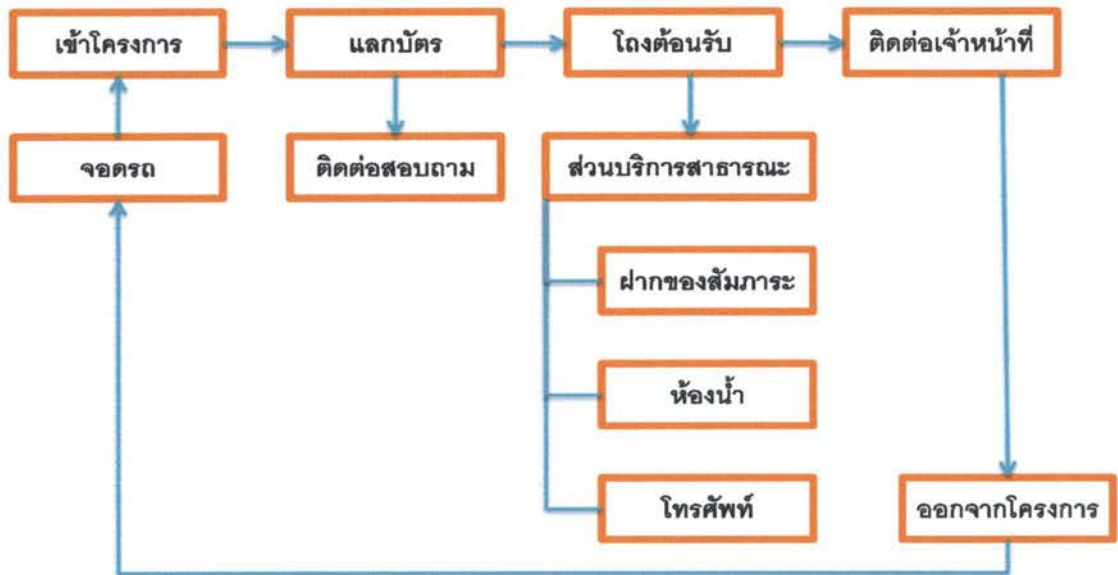 เข้าโครงการ
แลกบัตร
โถงต้อนรับ
ติดต่อเจ้าหน้าที่
จอดรถ
ติดต่อสอบถาม
ส่วนบริการสาธารณะ
ฝากของสัมภาระ
ห้องน้ำ
โทรศัพท์
ออกจากโครงการ